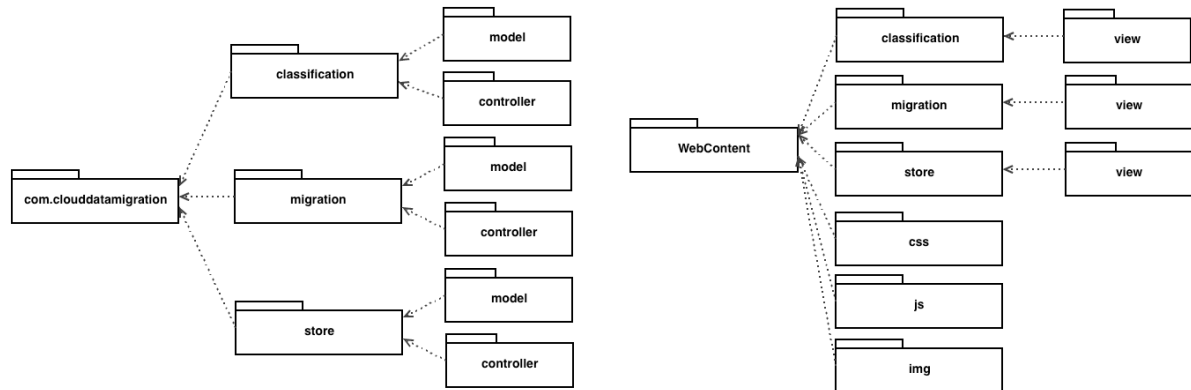 com.clouddatamigration
classification
model
controller
migration
model
controller
store
model
controller
WebContent
classification
view
migration
view
store
view
css
js
img